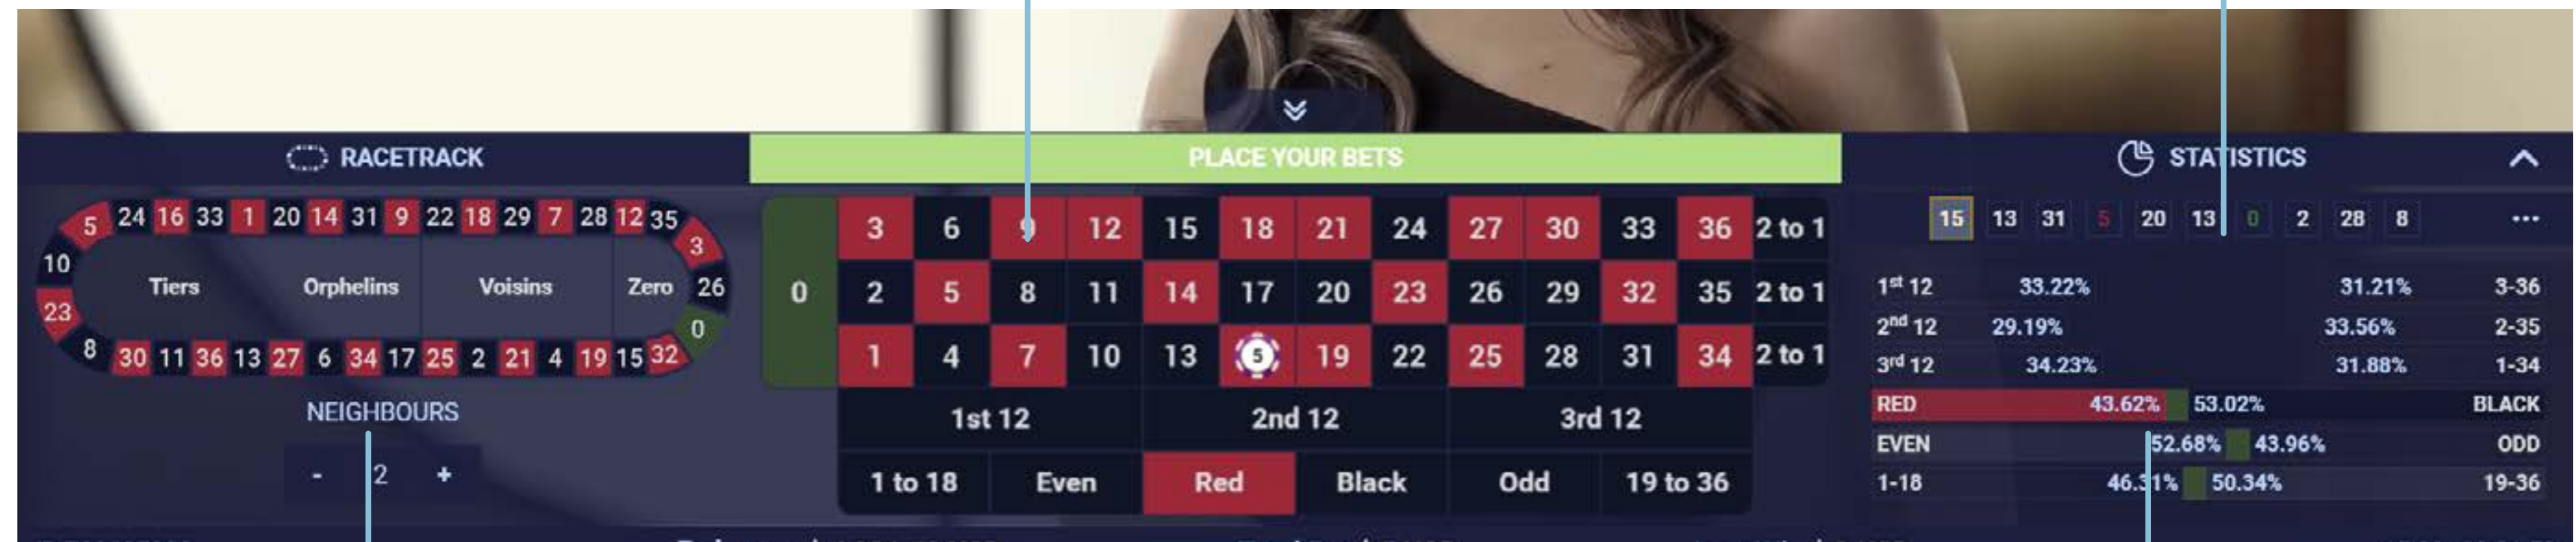 RACETRACK
PLACE YOUR BETS
STATISTICS
5 24 16 33 1 20 14 31 9 22 18 29 7 28 12 35 3
10 Tiers Orphelins Voisins Zero 26
23 0
8 30 11 36 13 27 6 34 17 25 2 21 4 19 15 32
NEIGHBOURS
- 2 +
3 6 9 12 15 18 21 24 27 30 33 36 2 to 1
0 2 5 8 11 14 17 20 23 26 29 32 35 2 to 1
1 4 7 10 13 5 19 22 25 28 31 34 2 to 1
1st 12 2nd 12 3rd 12
1 to 18 Even Red Black Odd 19 to 36
15 13 31 5 20 13 0 2 28 8 ...
1st 12 33.22% 31.21% 3-36
2nd 12 29.19% 33.56% 2-35
3rd 12 34.23% 31.88% 1-34
RED 43.62% 53.02% BLACK
EVEN 52.68% 43.96% ODD
1-18 46.31% 50.34% 19-36